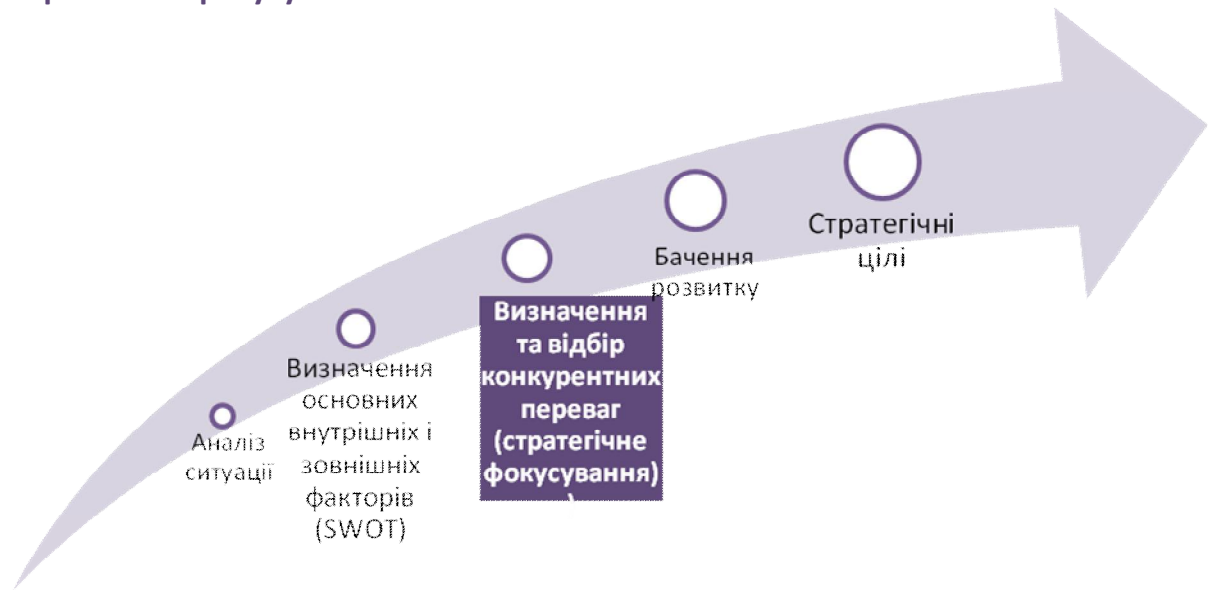 Аналіз
ситуації
Визначення
основних
внутрішніх і
зовнішніх
факторів
(SWOT)
Визначення
та відбір
конкурентних
переваг
(стратегічне
фокусування)
)
Бачення
розвитку
Стратегічні
цілі